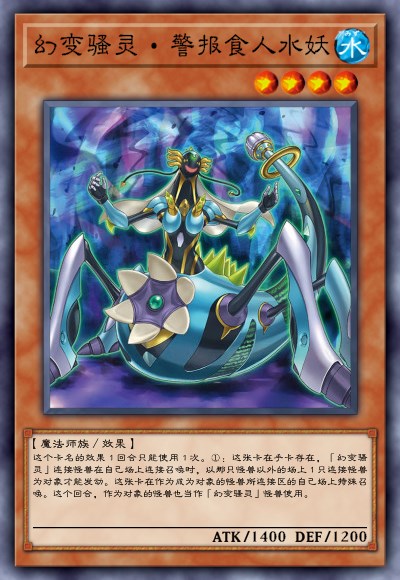 幻变骚灵・警报食人水妖
水
【魔法师族/效果】
这个卡名的效果1回合只能使用1次。①：这张卡在手卡存在，「幻变骚
灵」连接怪兽在自己场上连接召唤时，以那只怪兽以外的场上1只连接怪兽
为对象才能发动。这张卡在作为成为对象的怪兽所连接区的自己场上特殊召
唤。这个回合，作为对象的怪兽也当作「幻变骚灵」怪兽使用。
ATK/1400 DEF/1200